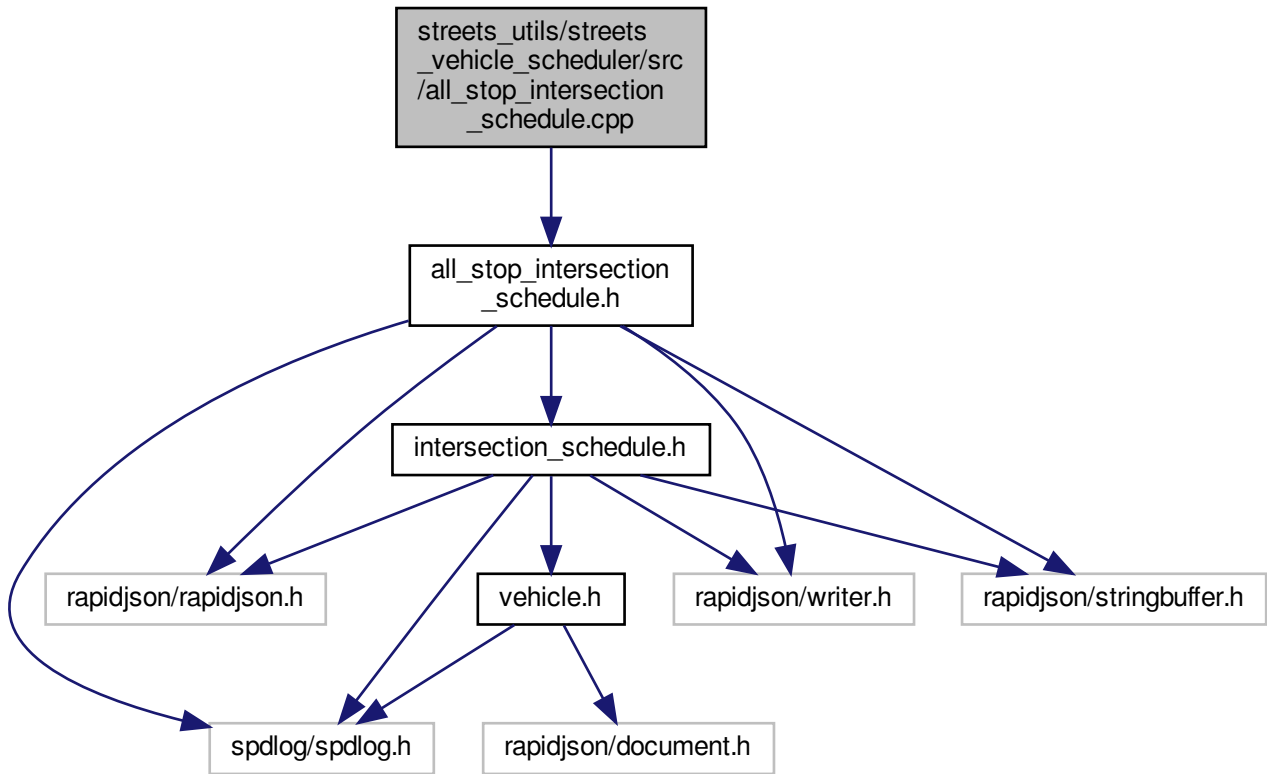 streets_utils/streets
_vehicle_scheduler/src
/all_stop_intersection
_schedule.cpp
all_stop_intersection
_schedule.h
intersection_schedule.h
rapidjson/rapidjson.h
vehicle.h
rapidjson/writer.h
rapidjson/stringbuffer.h
spdlog/spdlog.h
rapidjson/document.h